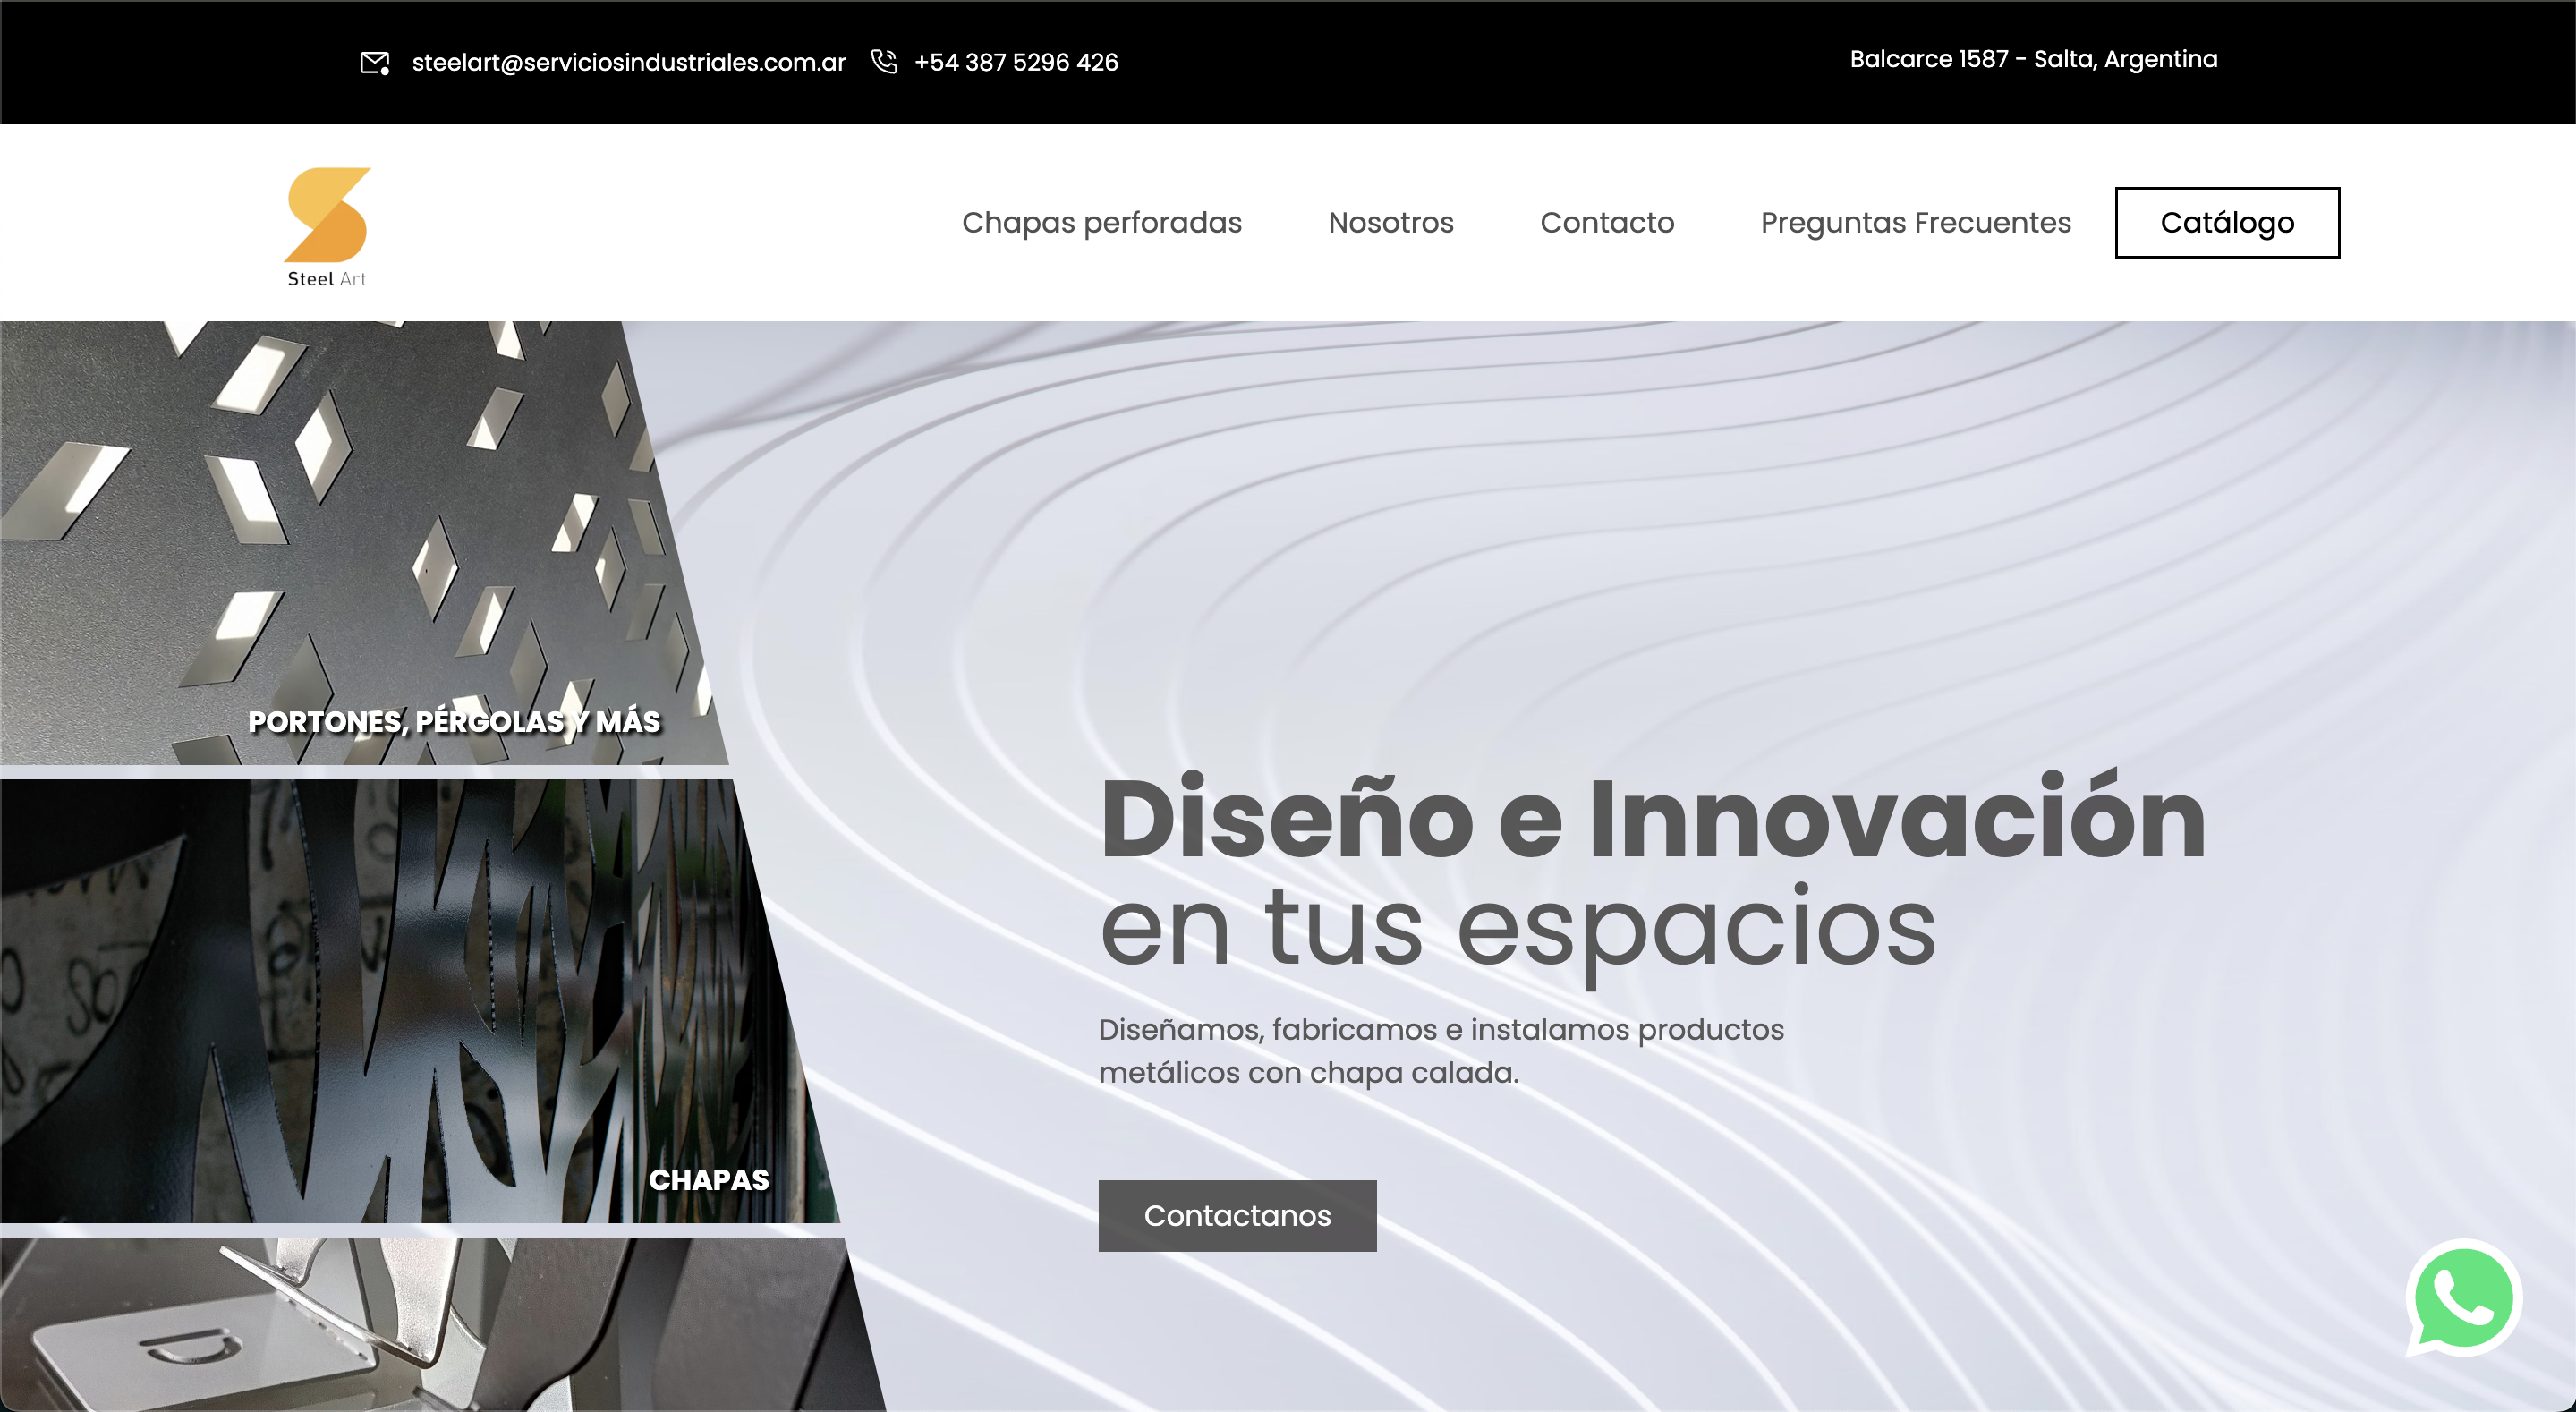 steelart@serviciosindustriales.com.ar +54 387 5296 426 Balcarce 1587 - Salta, Argentina
Steel Art
Chapas perforadas Nosotros Contacto Preguntas Frecuentes Catálogo
PORTONES, PÉRGOLAS Y MÁS
CHAPAS
Diseño e Innovación
en tus espacios
Diseñamos, fabricamos e instalamos productos
metálicos con chapa calada.
Contactanos